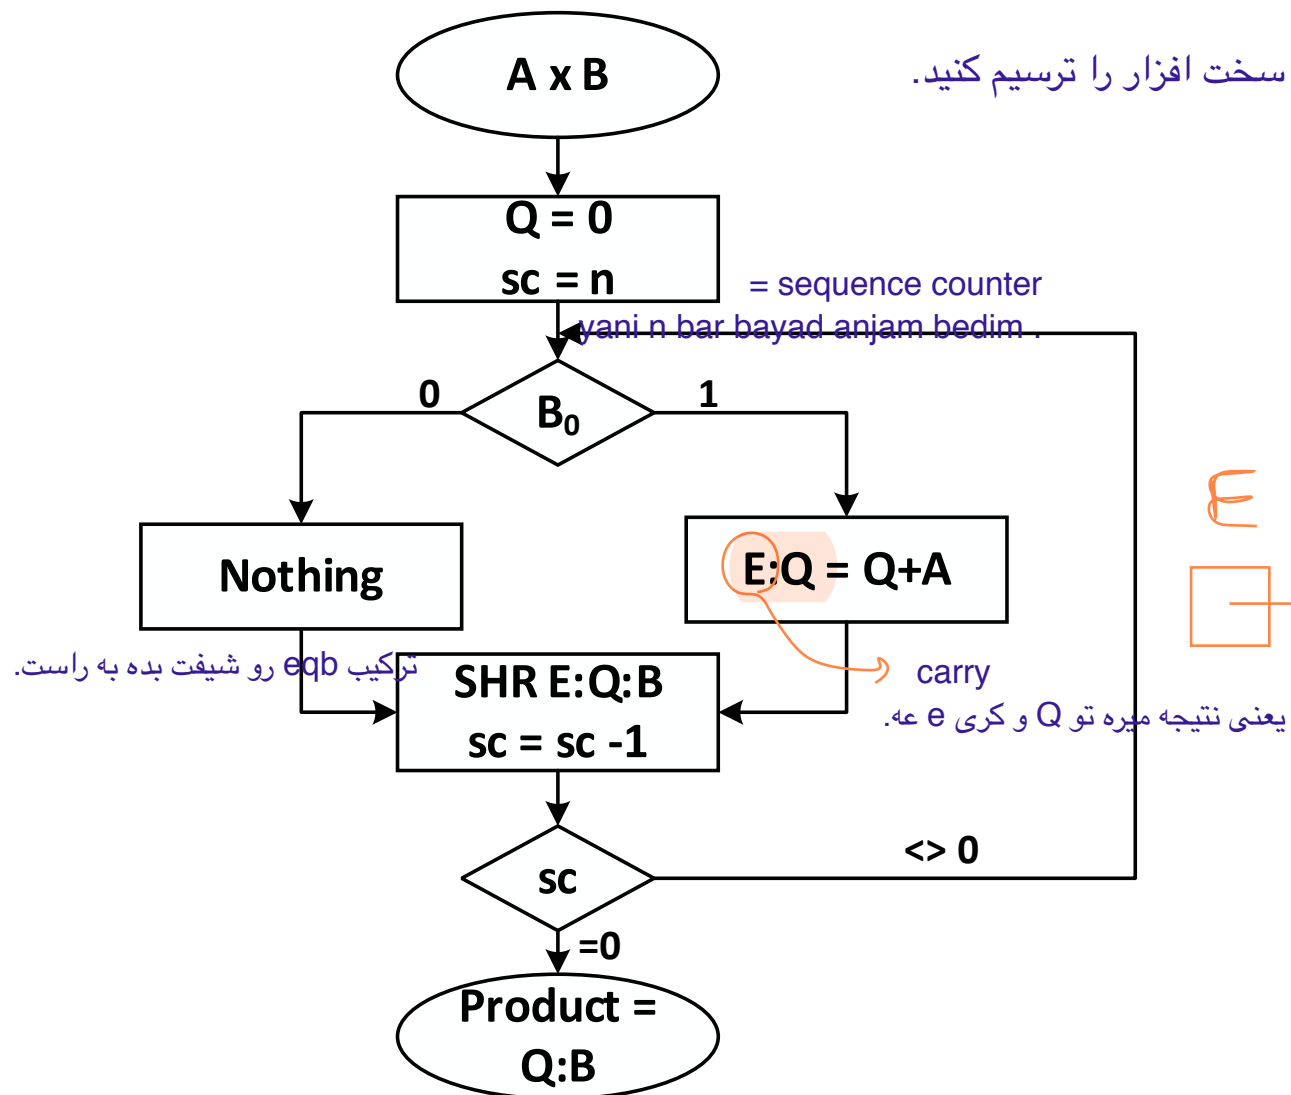 سخت افزار را ترسیم کنید.
A x B
Q = 0
sc = n
= sequence counter
yani n bar bayad anjam bedim .
0
1
B₀
E
Nothing
E:Q = Q+A
ترکیب eqb رو شیفت بده به راست.
SHR E:Q:B
sc = sc -1
carry
یعنی نتیجه میره تو Q و کری e عه.
<> 0
sc
=0
Product =
Q:B